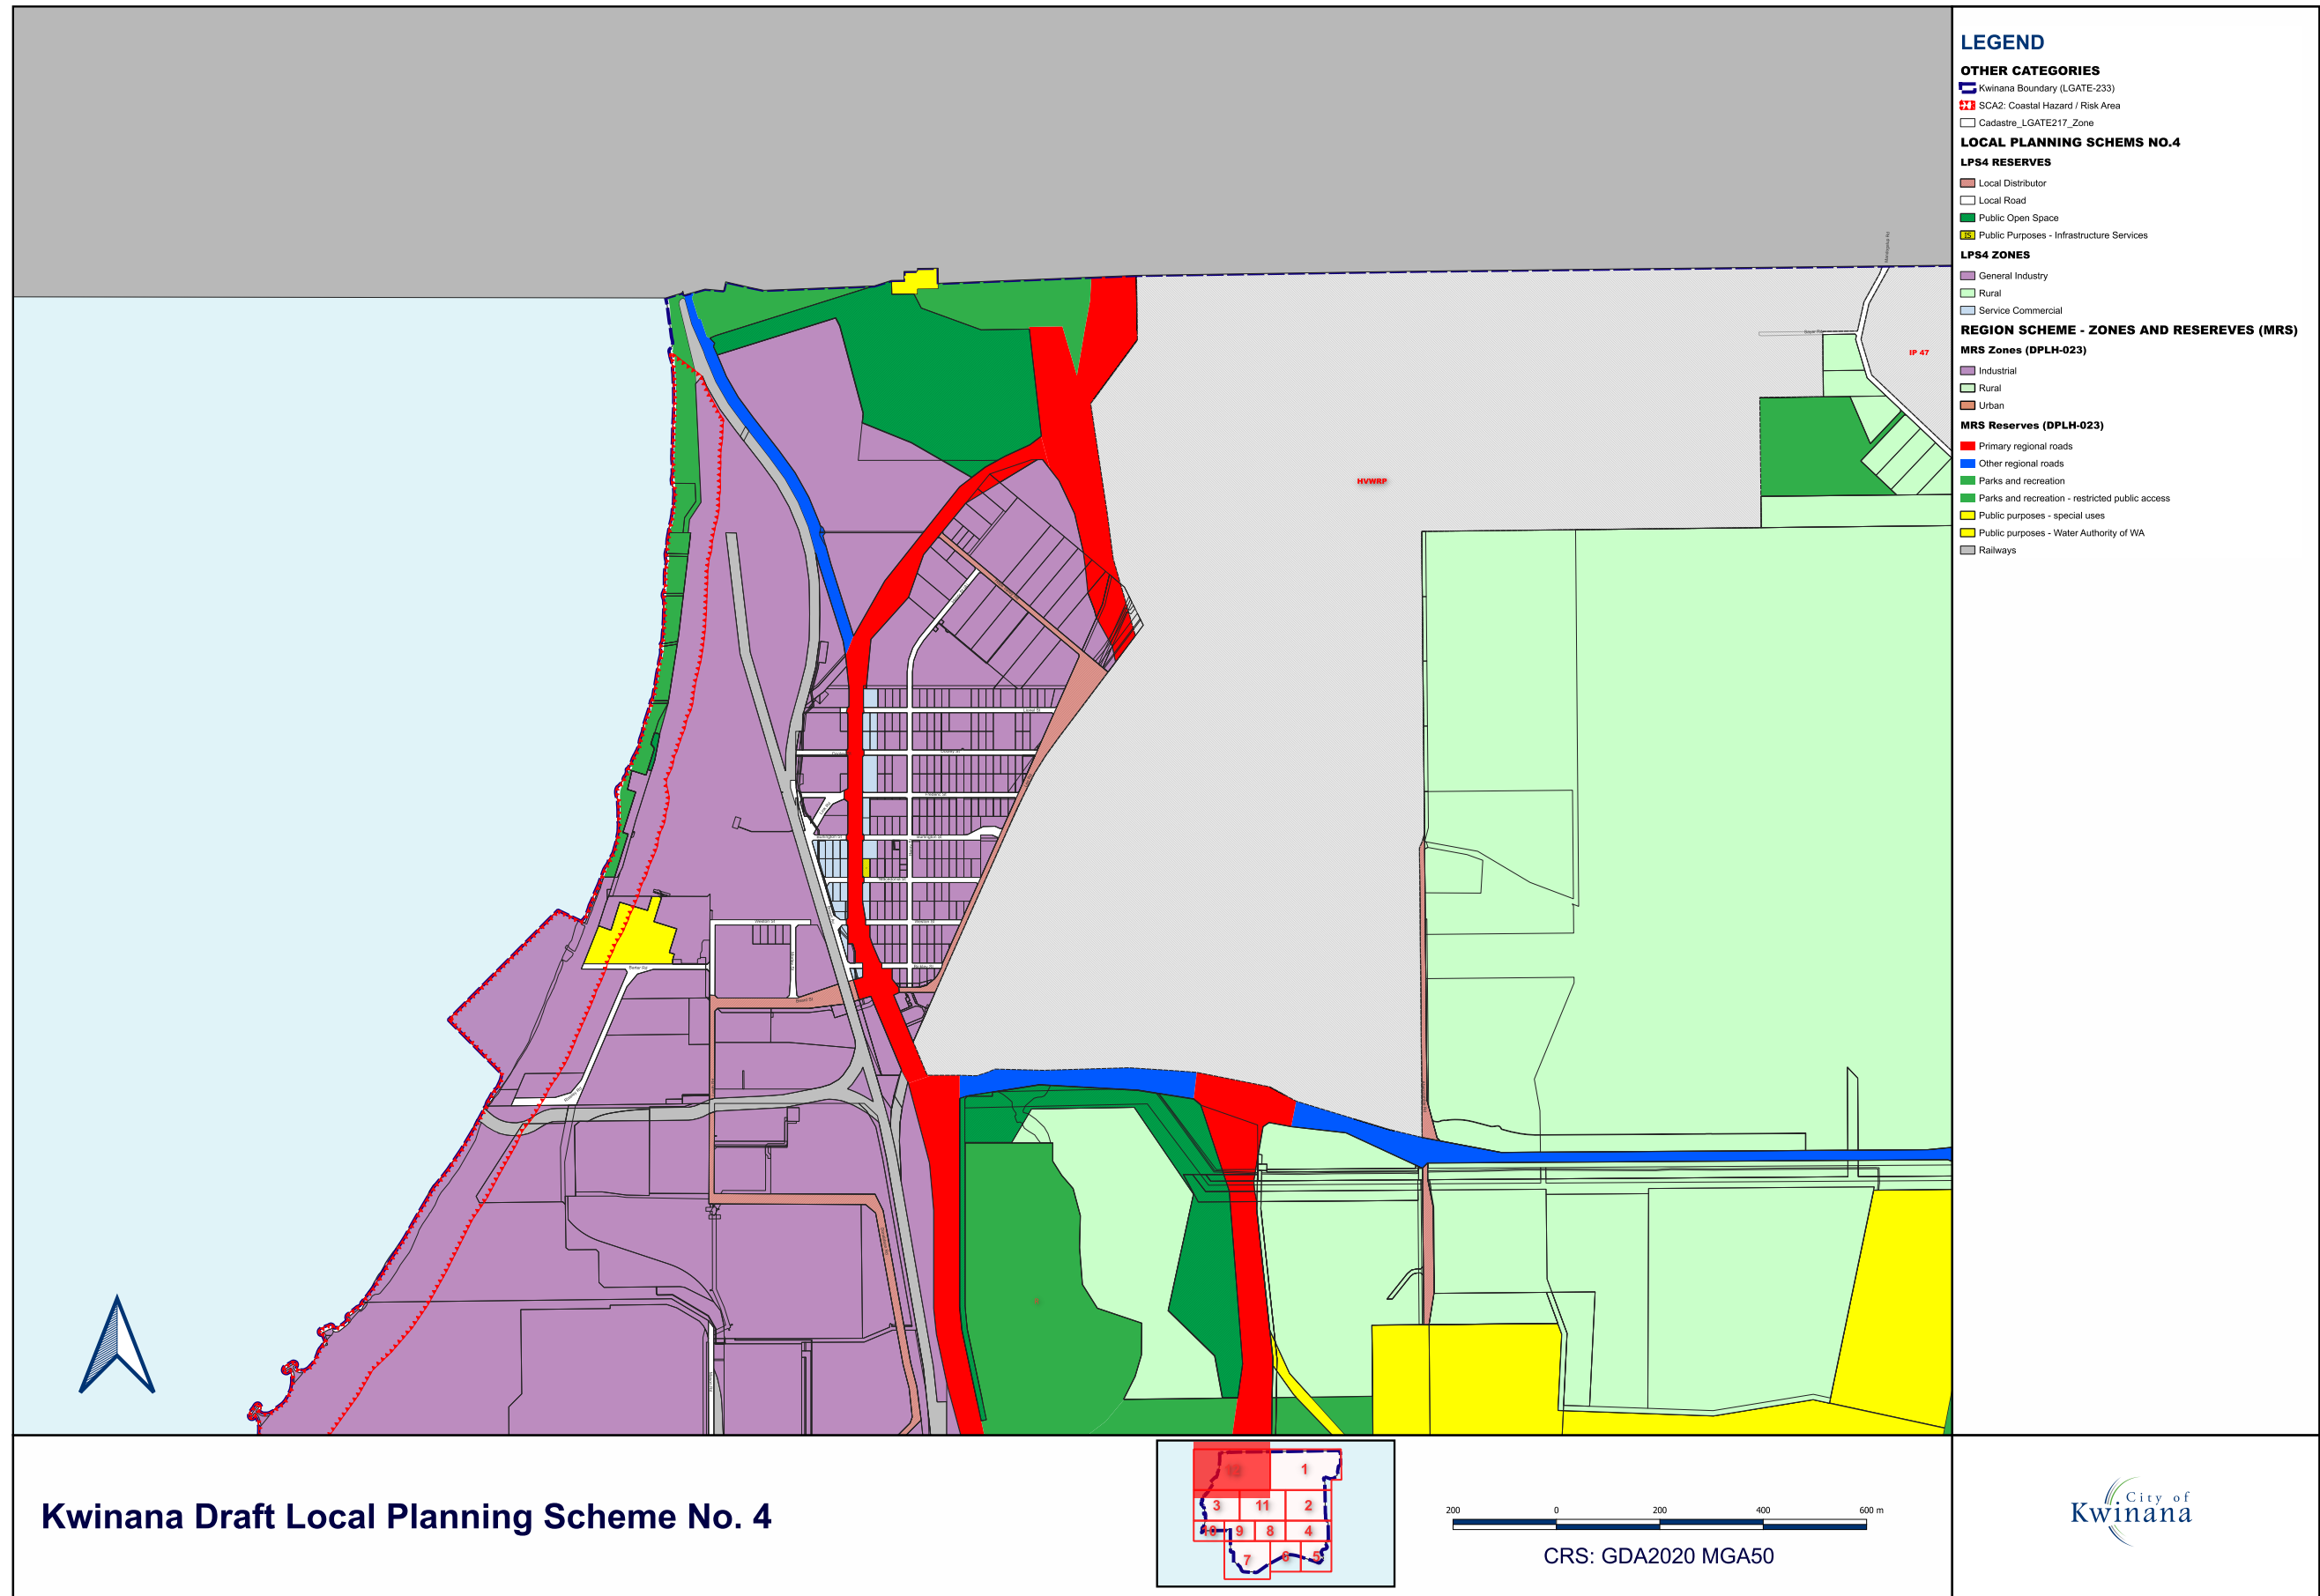 LEGEND
OTHER CATEGORIES
Kwinana Boundary (LGATE-233)
SCA2: Coastal Hazard / Risk Area
Cadastre_LGATE217_Zone
LOCAL PLANNING SCHEMS NO.4
LPS4 RESERVES
Local Distributor
Local Road
Public Open Space
IS Public Purposes - Infrastructure Services
LPS4 ZONES
General Industry
Rural
Service Commercial
REGION SCHEME - ZONES AND RESEREVES (MRS)
MRS Zones (DPLH-023)
Industrial
Rural
Urban
MRS Reserves (DPLH-023)
Primary regional roads
Other regional roads
Parks and recreation
Parks and recreation - restricted public access
Public purposes - special uses
Public purposes - Water Authority of WA
Railways
IP 47
HVWRP
Kwinana Draft Local Planning Scheme No. 4
1
3
11
2
10
9
8
4
7
6
5
200
0
200
400
600 m
CRS: GDA2020 MGA50
City of
Kwinana